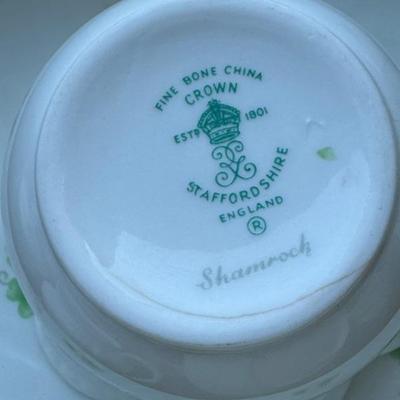 FINE BONE CHINA
CROWN
ESTD 1801
STAFFORDSHIRE
ENGLAND
®
Shamrock